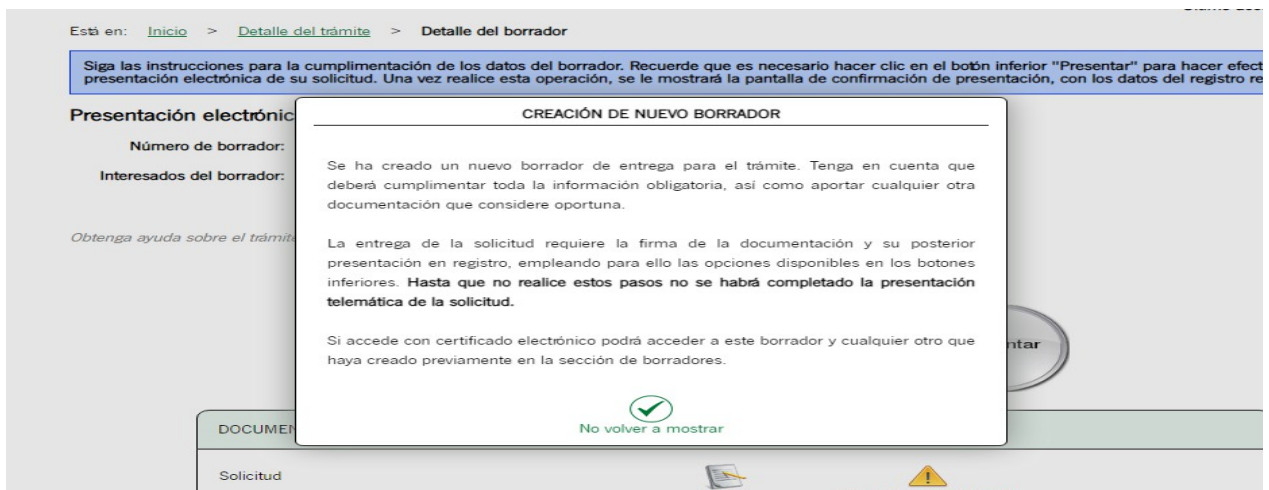 Está en: Inicio > Detalle del trámite > Detalle del borrador
Siga las instrucciones para la cumplimentación de los datos del borrador. Recuerde que es necesario hacer clic en el botón inferior "Presentar" para hacer efect
presentación electrónica de su solicitud. Una vez realice esta operación, se le mostrará la pantalla de confirmación de presentación, con los datos del registro re
Presentación electrónic
Número de borrador:
Interesados del borrador:
Obtenga ayuda sobre el trámite
CREACIÓN DE NUEVO BORRADOR
Se ha creado un nuevo borrador de entrega para el trámite. Tenga en cuenta que
deberá cumplimentar toda la información obligatoria, así como aportar cualquier otra
documentación que considere oportuna.
La entrega de la solicitud requiere la firma de la documentación y su posterior
presentación en registro, empleando para ello las opciones disponibles en los botones
inferiores. Hasta que no realice estos pasos no se habrá completado la presentación
telemática de la solicitud.
Si accede con certificado electrónico podrá acceder a este borrador y cualquier otro que
haya creado previamente en la sección de borradores.
No volver a mostrar
ntar
DOCUMEN
Solicitud